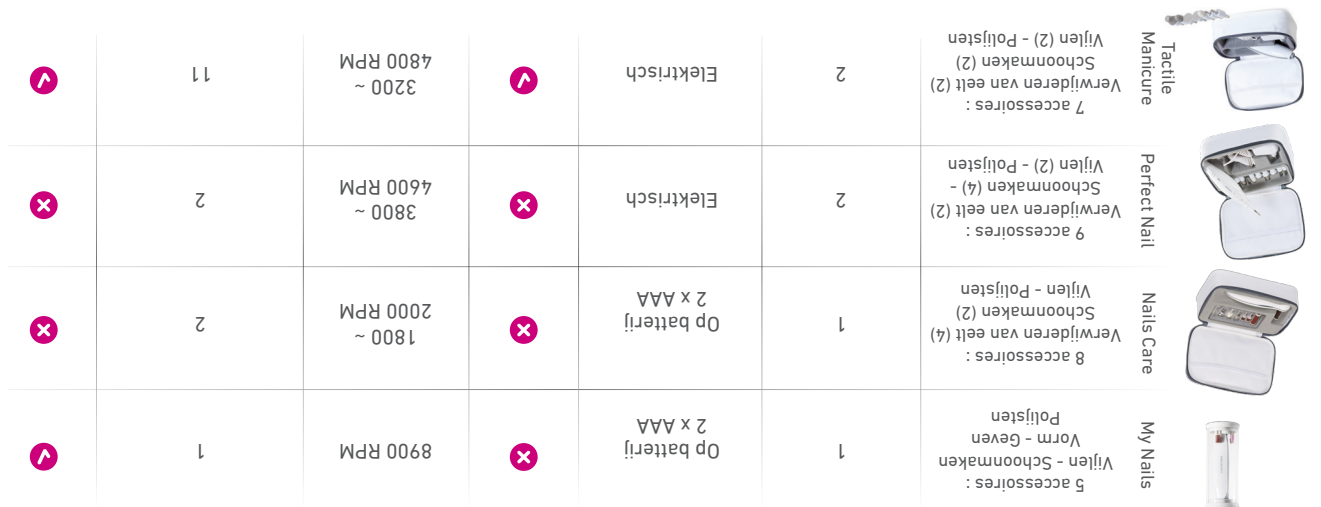 My Nails
5 accessoires :
Vijlen - Schoonmaken
Vorm - Geven
Polijsten
1
Op batterij
2 x AAA
8900 RPM
1
Nails Care
8 accessoires :
Verwijderen van eelt (4)
Schoonmaken (2)
Vijlen - Polijsten
1
Op batterij
2 x AAA
1800 ~
2000 RPM
2
Perfect Nail
9 accessoires :
Verwijderen van eelt (2)
Schoonmaken (4) -
Vijlen (2) - Polijsten
2
Elektrisch
3800 ~
4600 RPM
2
Tactile
Manicure
7 accessoires :
Verwijderen van eelt (2)
Schoonmaken (2)
Vijlen (2) - Polijsten
2
Elektrisch
3200 ~
4800 RPM
11